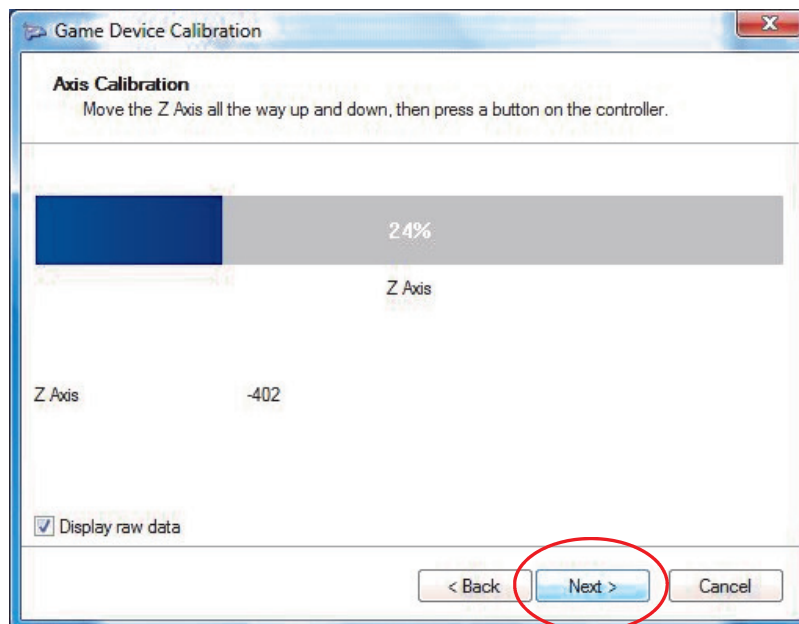 Game Device Calibration
X
Axis Calibration
Move the Z Axis all the way up and down, then press a button on the controller.
24%
Z Axis
Z Axis -402
Display raw data
< Back Next > Cancel